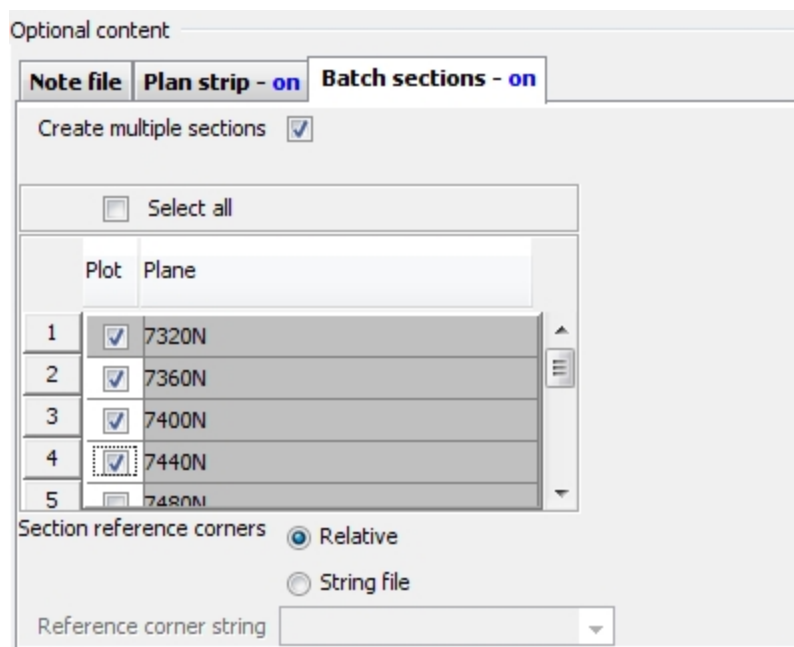 Optional content
Note file Plan strip - on Batch sections - on
Create multiple sections
Select all
Plot Plane
1 7320N
2 7360N
3 7400N
4 7440N
5 7480N
Section reference corners Relative
String file
Reference corner string